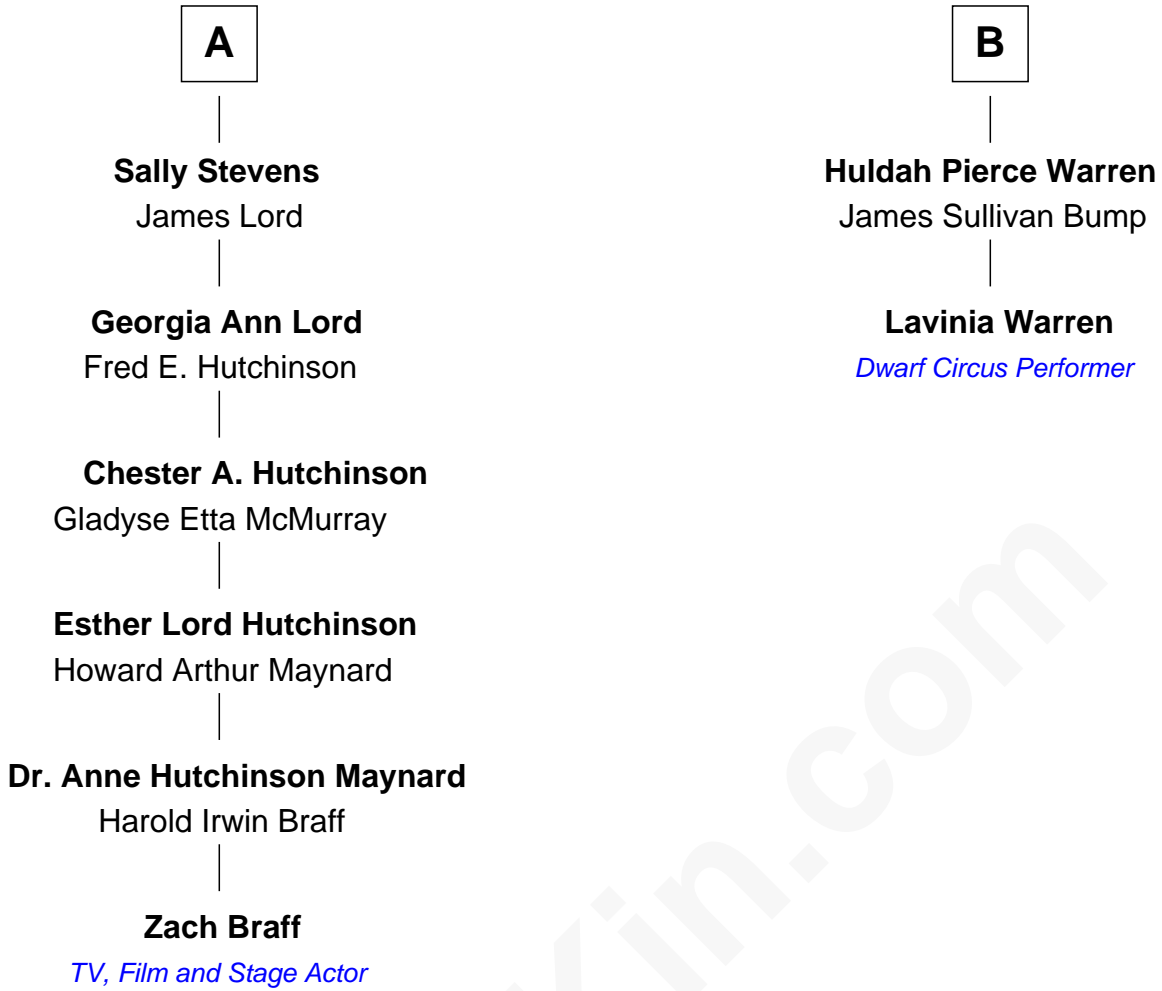 A
Sally Stevens
James Lord
Georgia Ann Lord
Fred E. Hutchinson
Chester A. Hutchinson
Gladyse Etta McMurray
Esther Lord Hutchinson
Howard Arthur Maynard
Dr. Anne Hutchinson Maynard
Harold Irwin Braff
Zach Braff
TV, Film and Stage Actor
B
Huldah Pierce Warren
James Sullivan Bump
Lavinia Warren
Dwarf Circus Performer
Kin.com